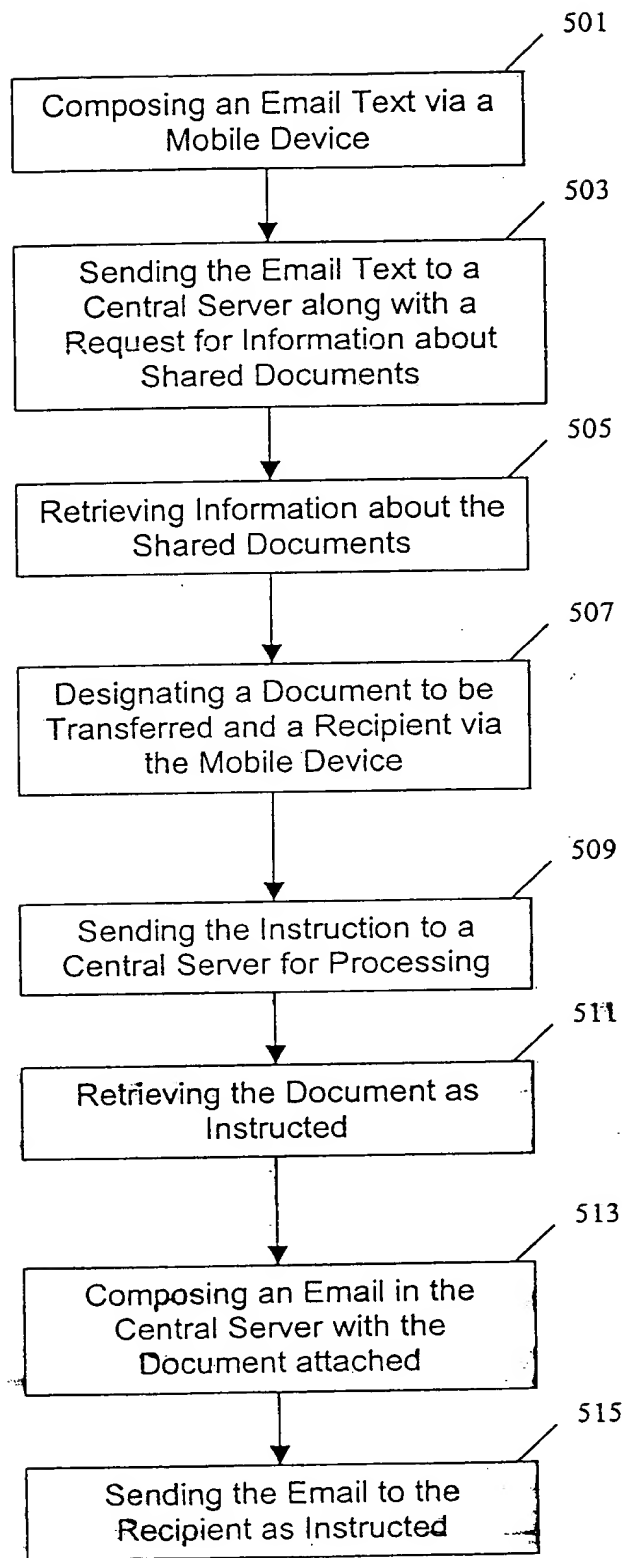 501
Composing an Email Text via a
Mobile Device
503
Sending the Email Text to a
Central Server along with a
Request for Information about
Shared Documents
505
Retrieving Information about the
Shared Documents
507
Designating a Document to be
Transferred and a Recipient via
the Mobile Device
509
Sending the Instruction to a
Central Server for Processing
511
Retrieving the Document as
Instructed
513
Composing an Email in the
Central Server with the
Document attached
515
Sending the Email to the
Recipient as Instructed